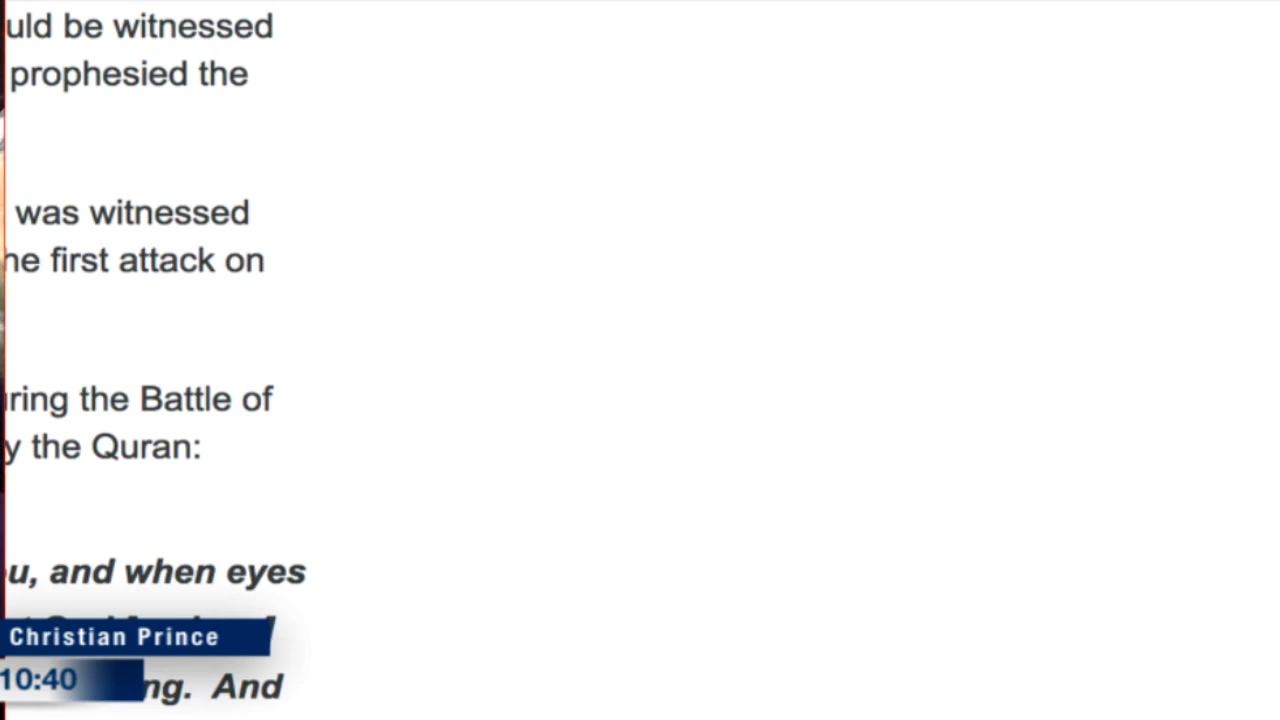 uld be witnessed
prophesied the
was witnessed
he first attack on
ring the Battle of
y the Quran:
u, and when eyes
Christian Prince
10:40
ng. And